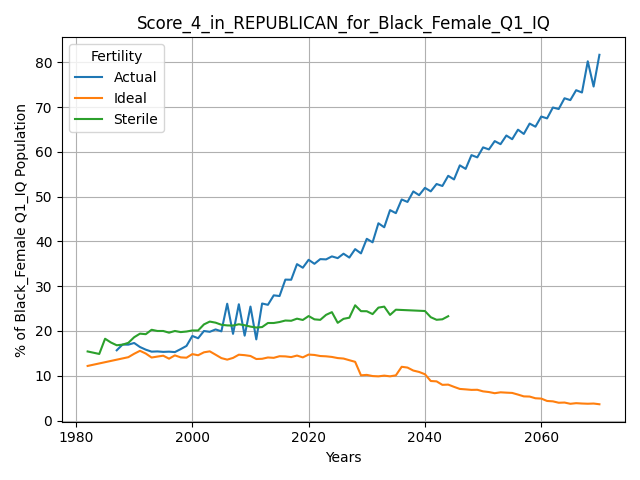 Score_4_in_REPUBLICAN_for_Black_Female_Q1_IQ
Fertility
Actual
Ideal
Sterile
% of Black_Female Q1_IQ Population
80
70
60
50
40
30
20
10
0
1980
2000
2020
2040
2060
Years